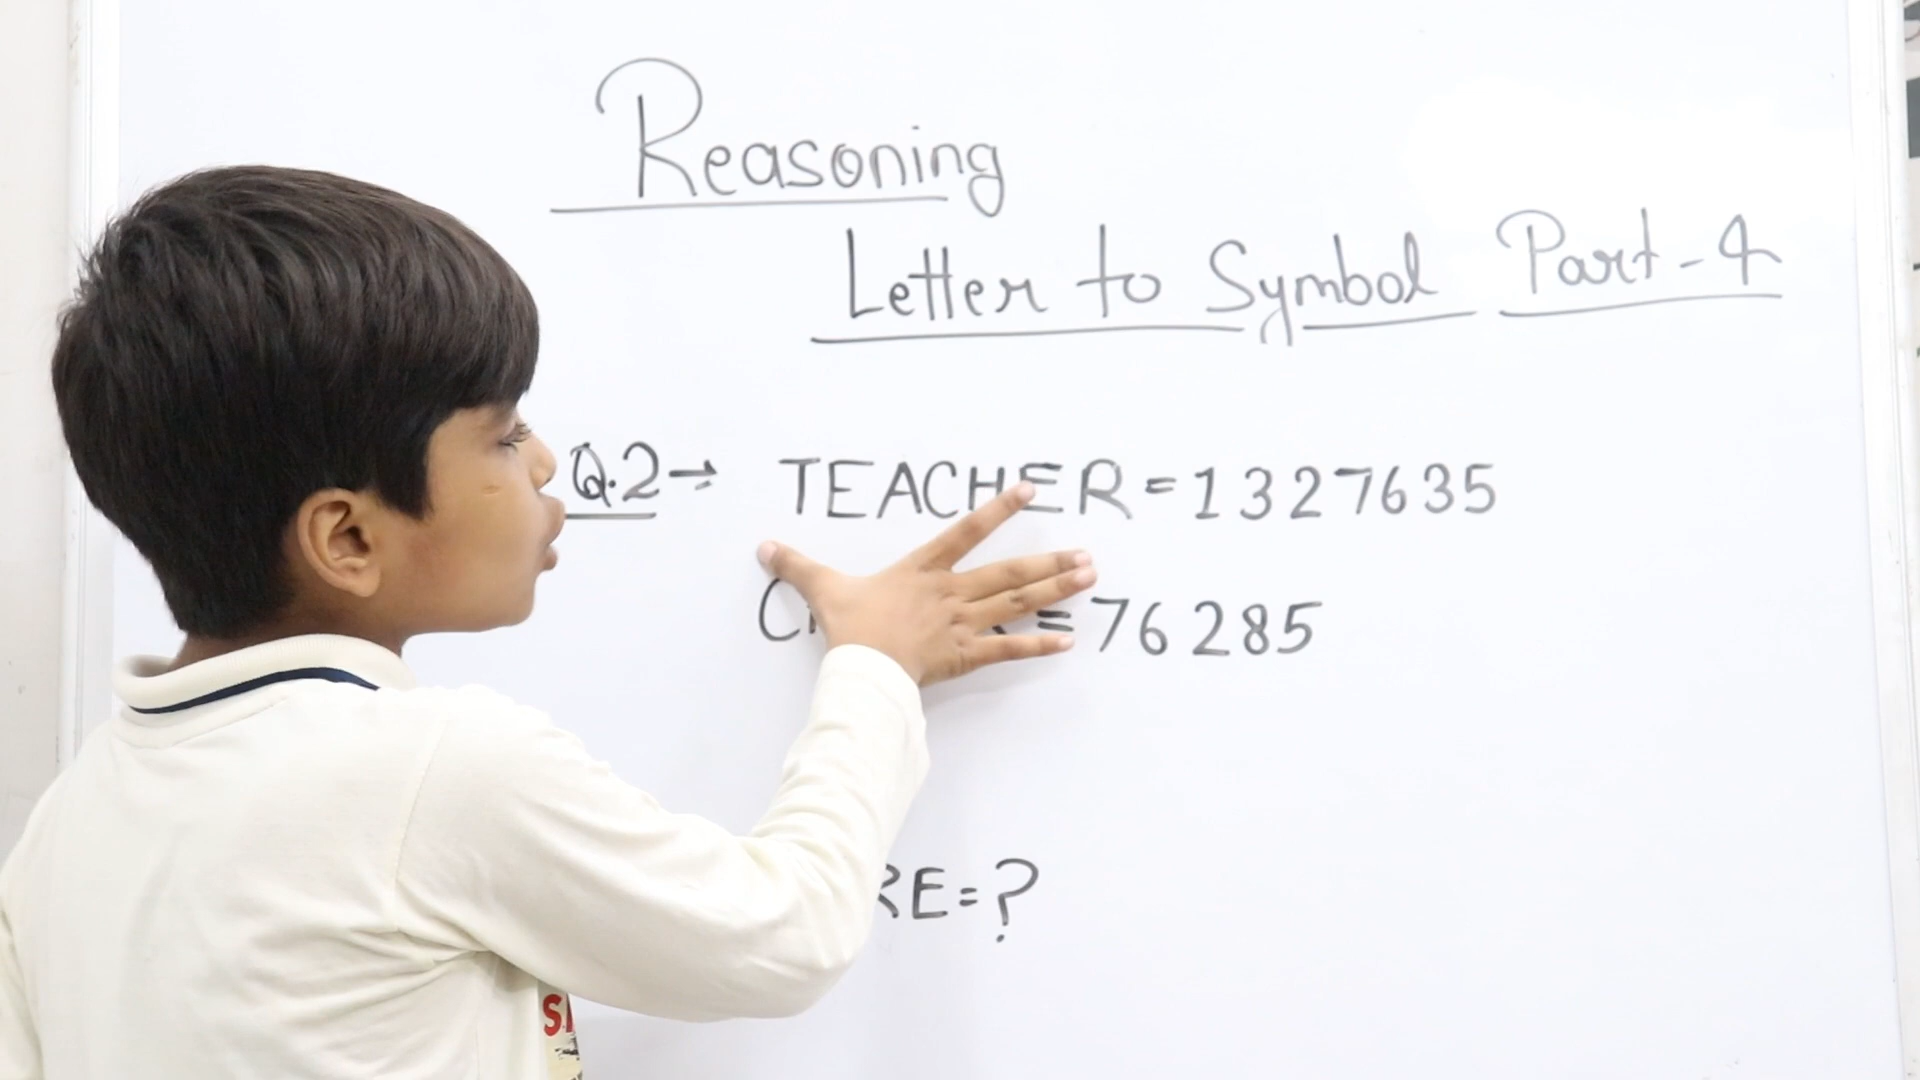 Reasoning
Letter to Symbol Part-4
Q.2→ TEACHER=1327635
=76285
RE=?